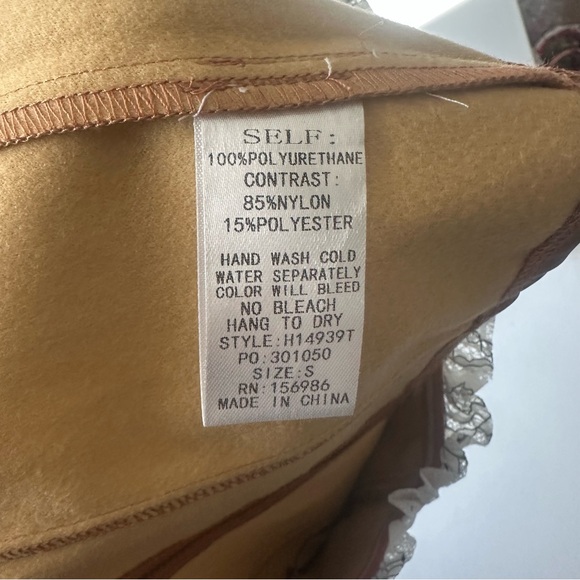 SELF:
100%POLYURETHANE
CONTRAST:
85%NYLON
15%POLYESTER
HAND WASH COLD
WATER SEPARATELY
COLOR WILL BLEED
NO BLEACH
HANG TO DRY
STYLE:H14939T
PO:301050
SIZE:S
RN:156986
MADE IN CHINA